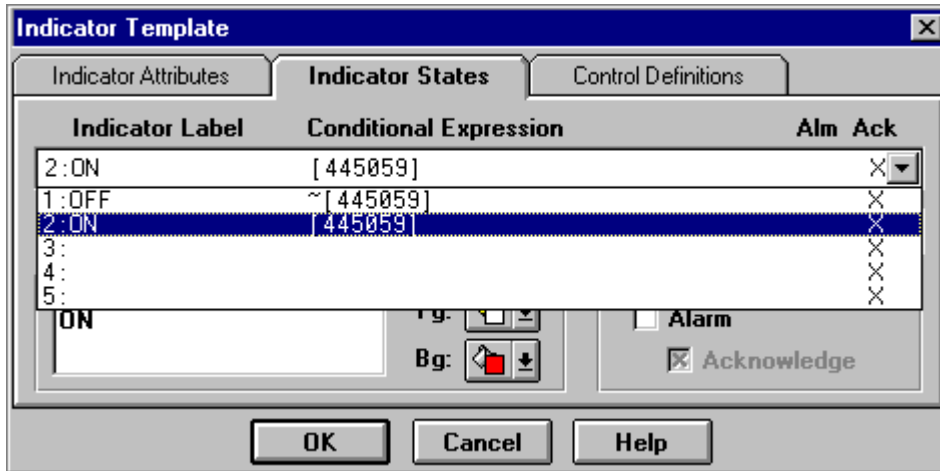 Indicator Template
Indicator Attributes Indicator States Control Definitions
Indicator Label Conditional Expression Alm Ack
2:ON [445059] X
1:OFF ~[445059] X
2:ON [445059] X
3: X
4: X
5: X
ON Fg: Alarm
Bg: Acknowledge
OK Cancel Help